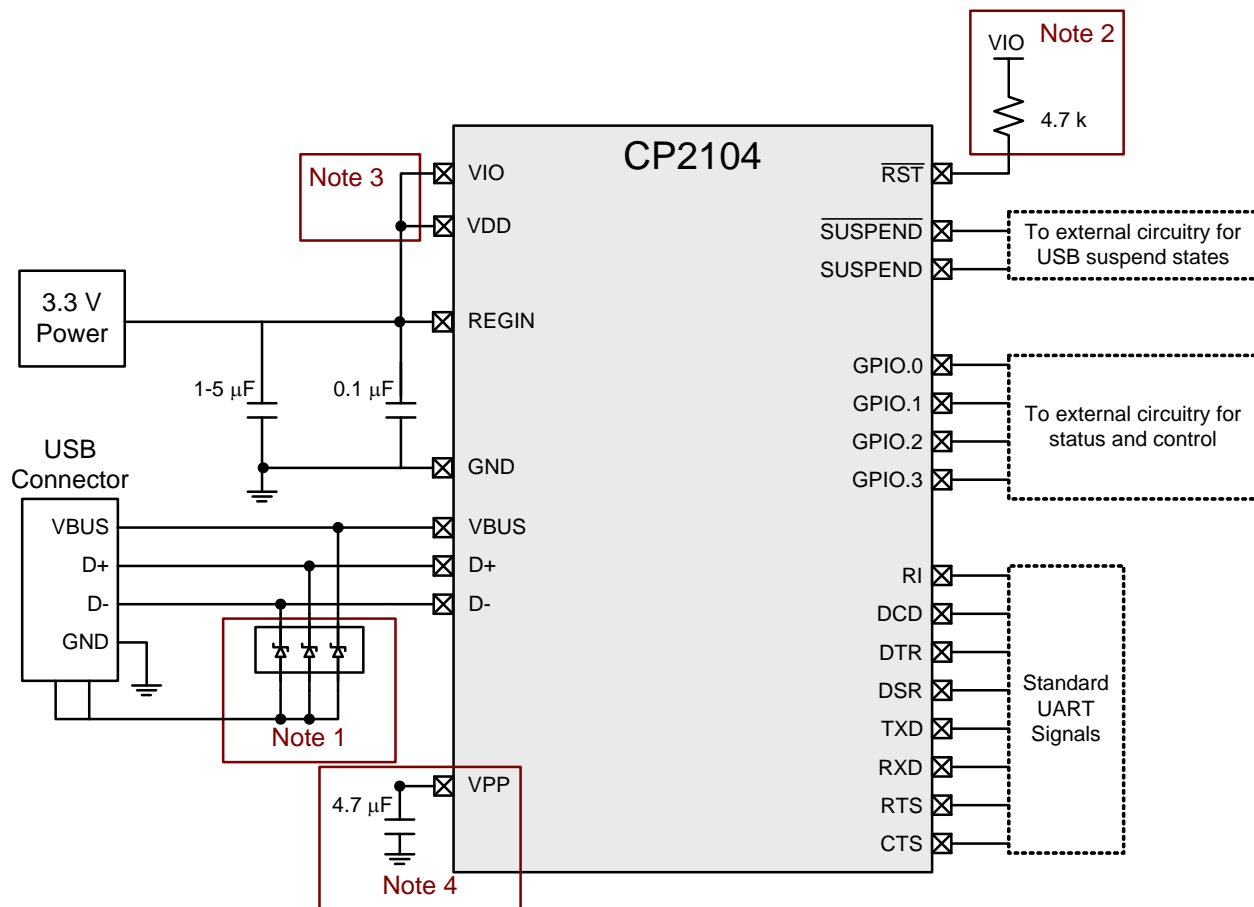 Note 2
VIO
4.7 k
CP2104
Note 3
VIO
VDD
3.3 V
Power
REGIN
1-5 μF
0.1 μF
GND
USB
Connector
VBUS
D+
D-
GND
VBUS
D+
D-
Note 1
VPP
4.7 μF
Note 4
RST
SUSPEND
SUSPEND
To external circuitry for
USB suspend states
GPIO.0
GPIO.1
GPIO.2
GPIO.3
To external circuitry for
status and control
RI
DCD
DTR
DSR
TXD
RXD
RTS
CTS
Standard
UART
Signals